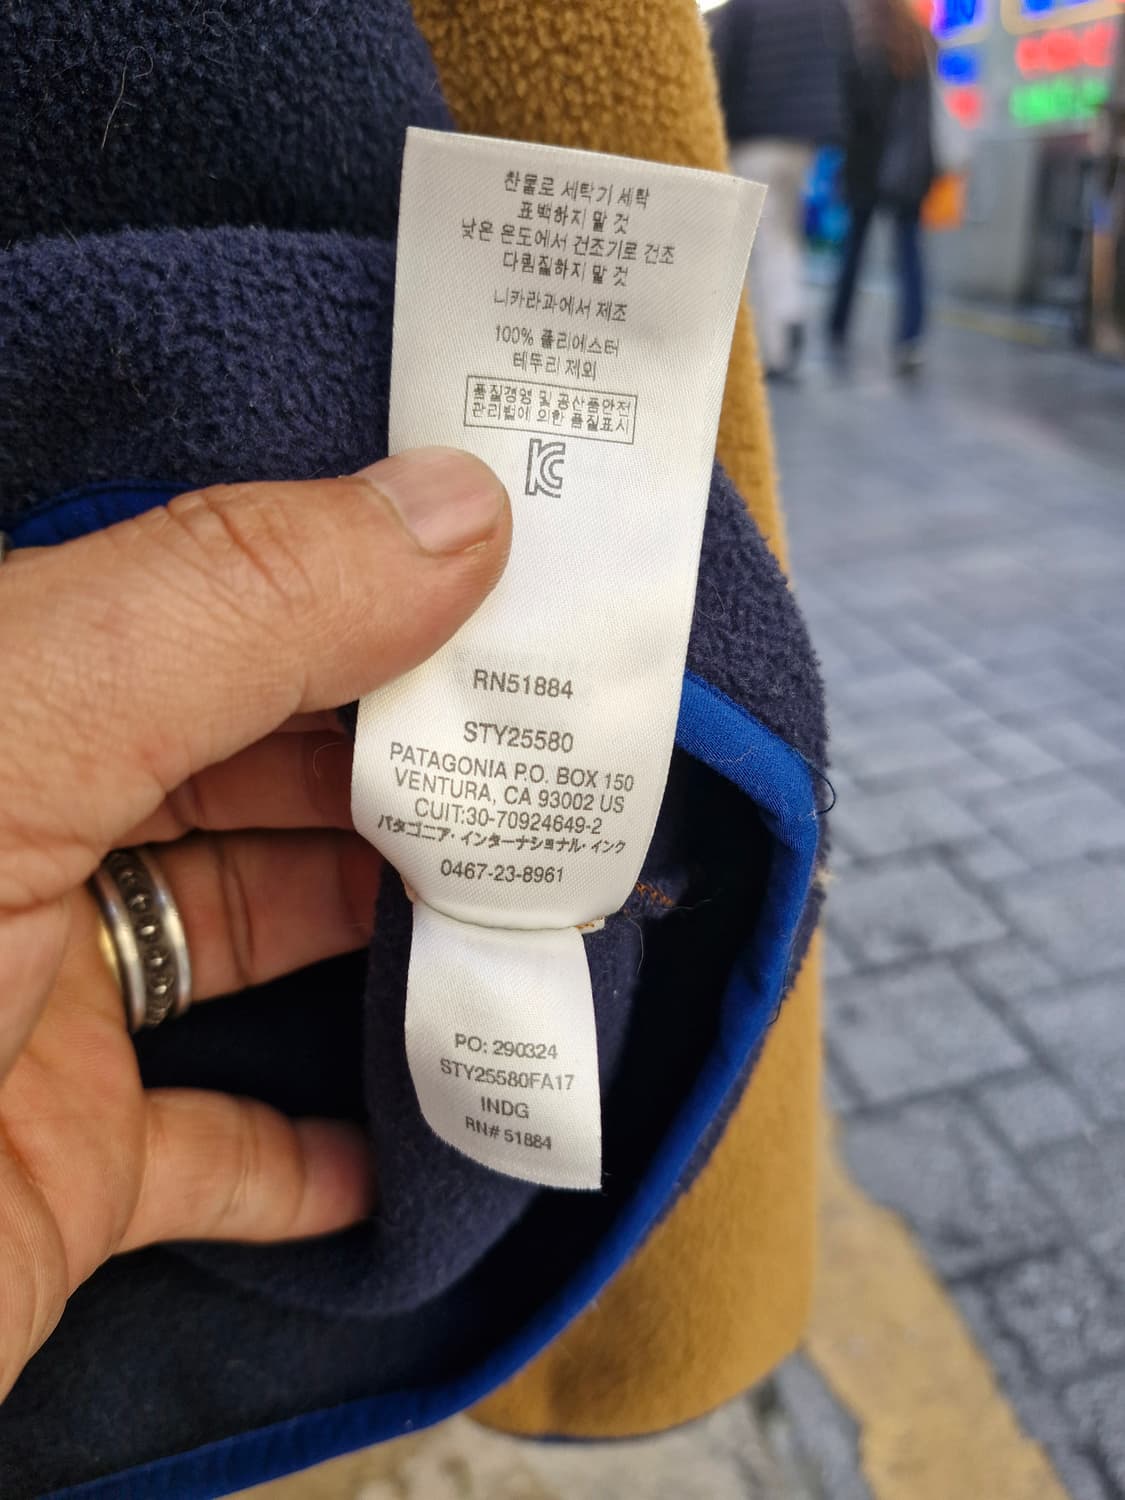 찬물로 세탁기 세탁
표백하지 말 것
낮은 온도에서 건조기로 건조
다림질하지 말 것
니카라과에서 제조
100% 폴리에스터
테두리 제외
품질경영 및 공산품안전
관리법에 의한 품질표시
RN51884
STY25580
PATAGONIA P.O. BOX 150
VENTURA, CA 93002 US
CUIT:30-70924649-2
パタゴニア・インターナショナル・インク
0467-23-8961
PO: 290324
STY25580FA17
INDG
RN# 51884